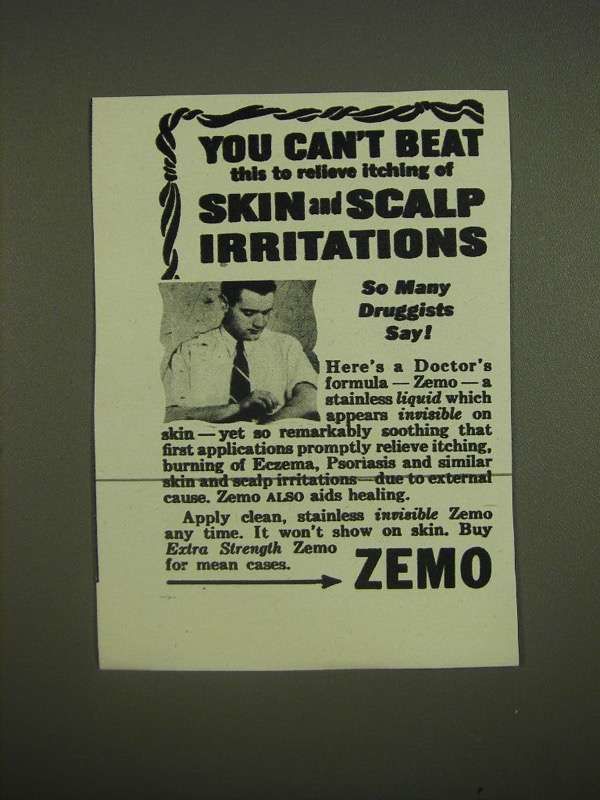 YOU CAN'T BEAT
this to relieve itching of
SKIN and SCALP
IRRITATIONS
So Many
Druggists
Say!
Here's a Doctor's
formula — Zemo — a
stainless liquid which
appears invisible on
skin — yet so remarkably soothing that
first applications promptly relieve itching,
burning of Eczema, Psoriasis and similar
skin and scalp irritations—due to external
cause. Zemo ALSO aids healing.
Apply clean, stainless invisible Zemo
any time. It won't show on skin. Buy
Extra Strength Zemo
for mean cases.
ZEMO